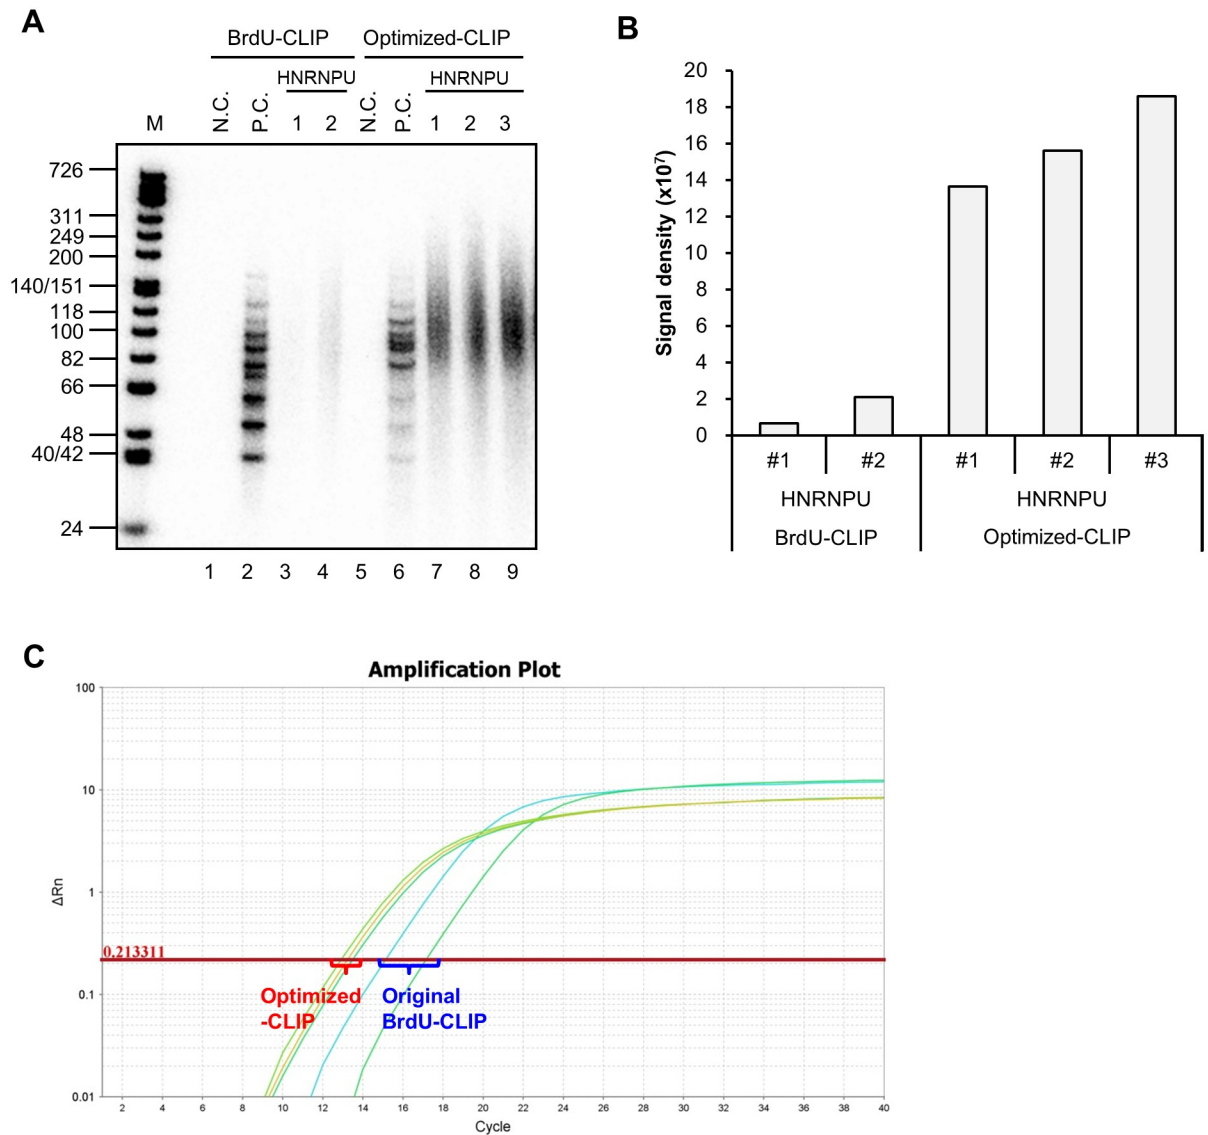 A
BrdU-CLIP Optimized-CLIP
HNRNPU HNRNPU
M N.C. P.C. 1 2 N.C. P.C. 1 2 3
726
311
249
200
140/151
118
100
82
66
48
40/42
24
1 2 3 4 5 6 7 8 9
B
Signal density (x10⁷)
20
18
16
14
12
10
8
6
4
2
0
#1 #2 #1 #2 #3
HNRNPU HNRNPU
BrdU-CLIP Optimized-CLIP
C
Amplification Plot
ΔRn
100
10
1
0.213311
0.1
0.01
Optimized
-CLIP
Original
BrdU-CLIP
2 4 6 8 10 12 14 16 18 20 22 24 26 28 30 32 34 36 38 40
Cycle